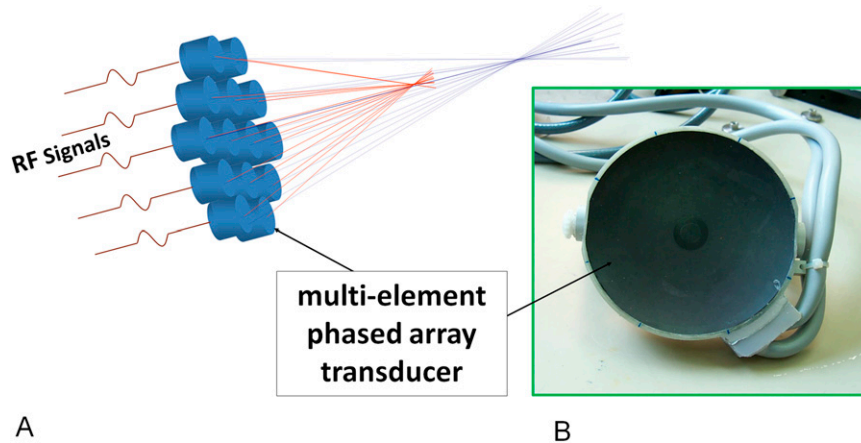 RF Signals
multi-element
phased array
transducer
A
B